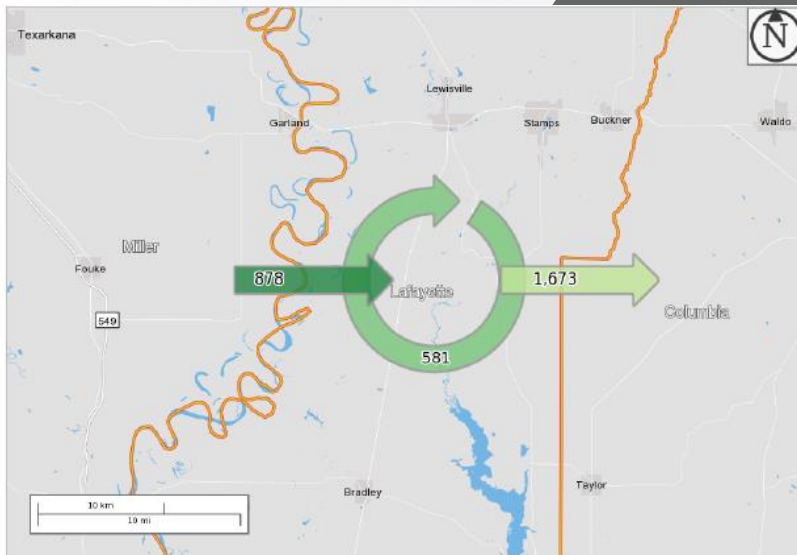 Texarkana
N
Lewisville
Garland
Stamps
Buckner
Waldo
Miller
Fouke
878
Lafayette
1,673
549
Columbia
581
Bradley
Taylor
10 km
10 mi